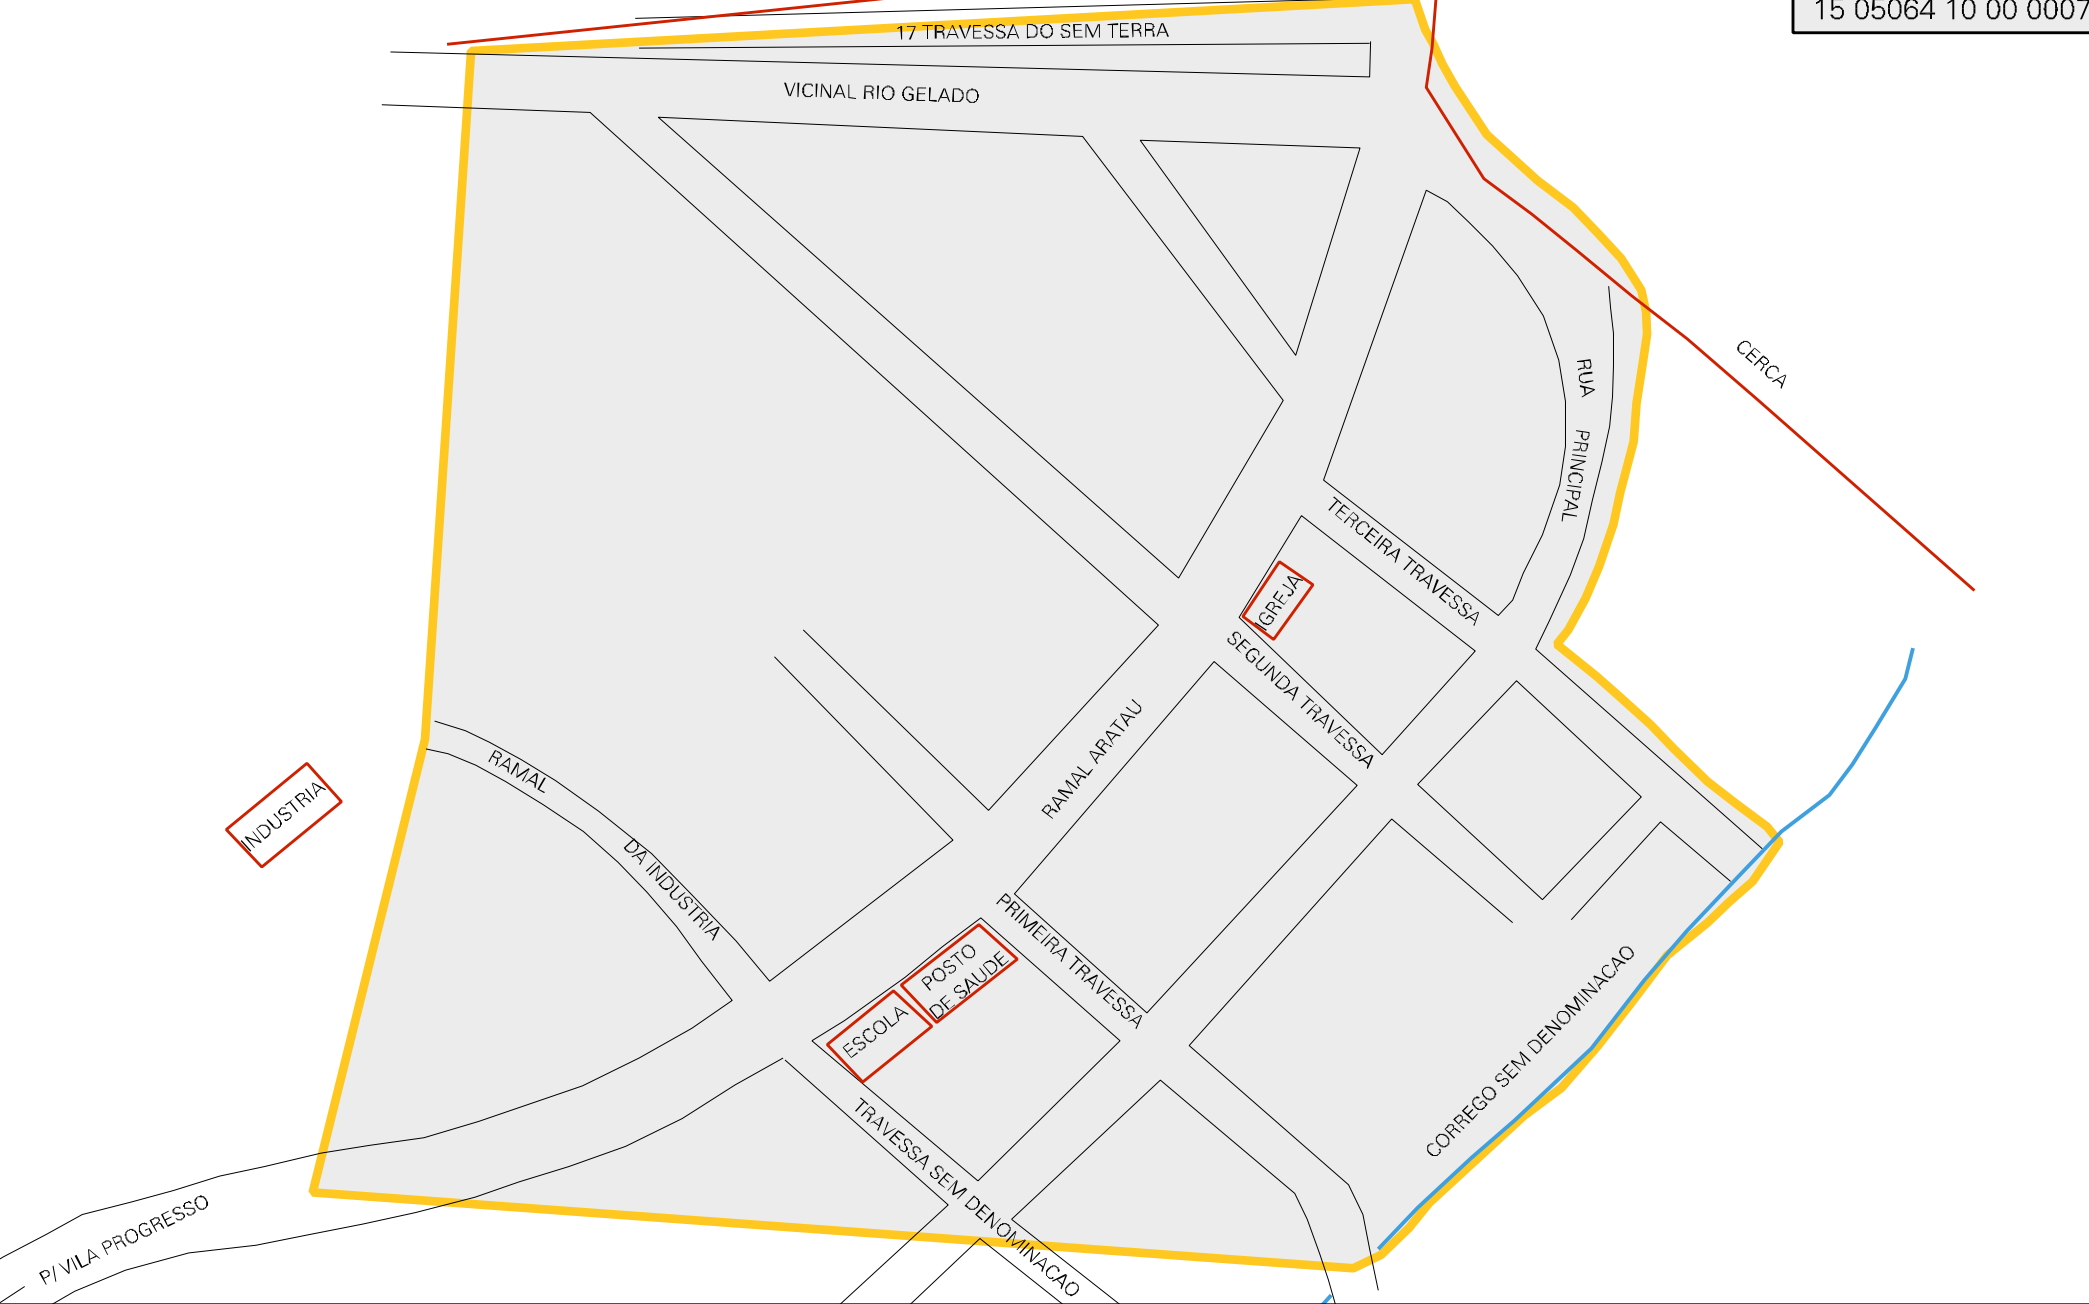 15 05064 10 00 0007
17 TRAVESSA DO SEM TERRA
VICINAL RIO GELADO
CERCA
RUA PRINCIPAL
TERCEIRA TRAVESSA
IGREJA
SEGUNDA TRAVESSA
RAMAL ARATAU
RAMAL DA INDUSTRIA
INDUSTRIA
PRIMEIRA TRAVESSA
POSTO
DE SAUDE
ESCOLA
CORREGO SEM DENOMINACAO
TRAVESSA SEM DENOMINACAO
P/ VILA PROGRESSO